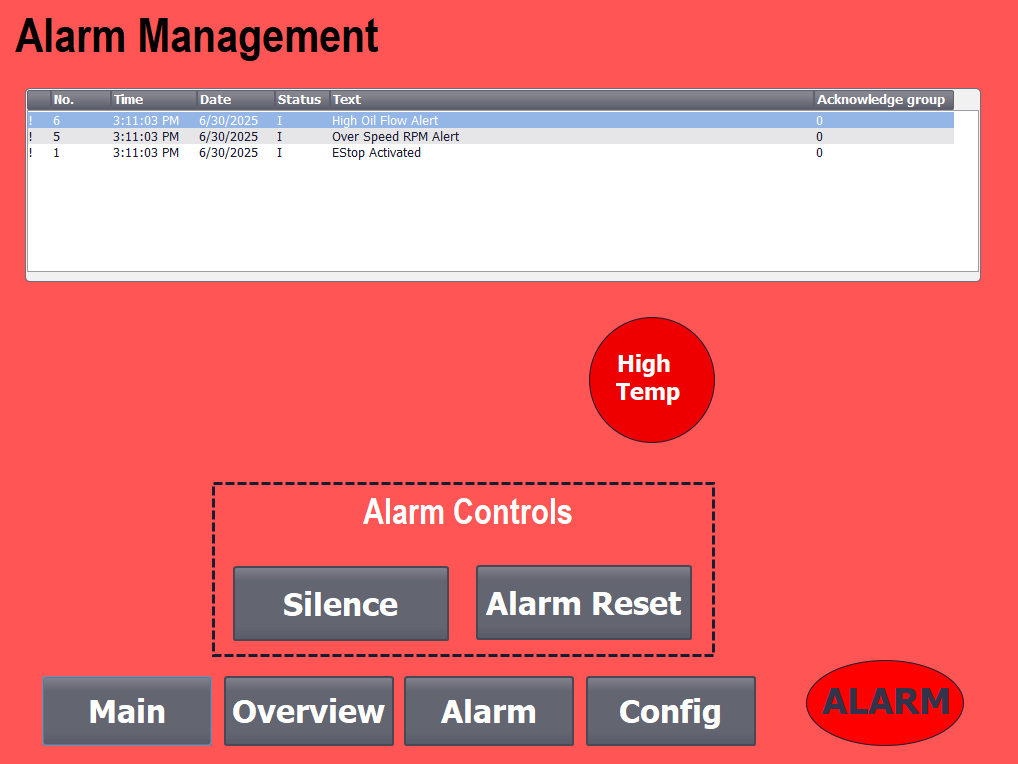 Alarm Management
No. Time Date Status Text Acknowledge group
! 6 3:11:03 PM 6/30/2025 I High Oil Flow Alert 0
! 5 3:11:03 PM 6/30/2025 I Over Speed RPM Alert 0
! 1 3:11:03 PM 6/30/2025 I EStop Activated 0
High
Temp
Alarm Controls
Silence Alarm Reset
Main Overview Alarm Config ALARM